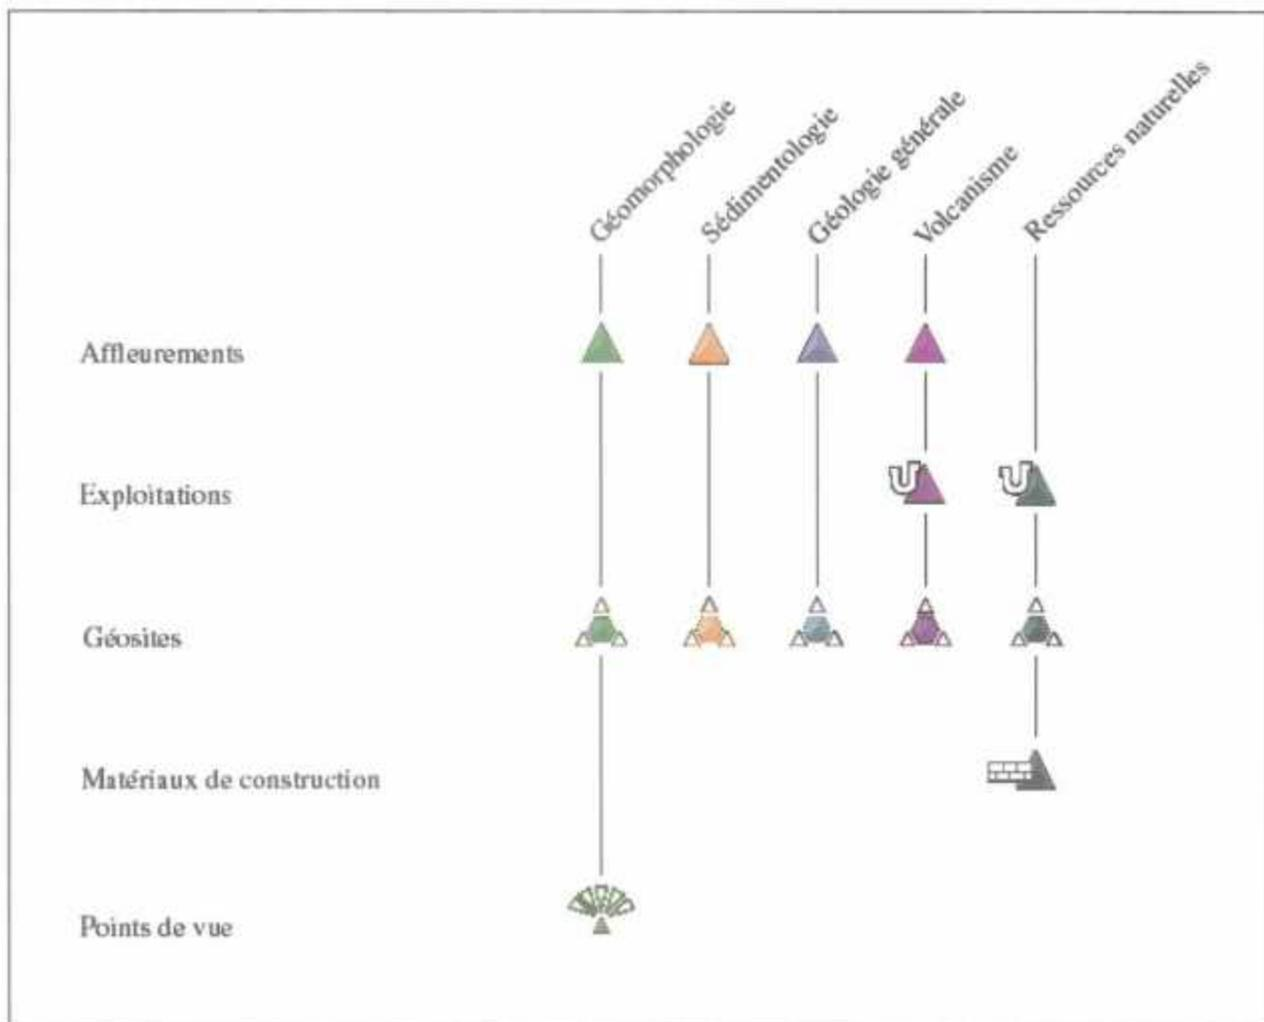 Géomorphologie
Sédimentologie
Géologie générale
Volcanisme
Ressources naturelles
Affleurements
Exploitations
Géosites
Matériaux de construction
Points de vue